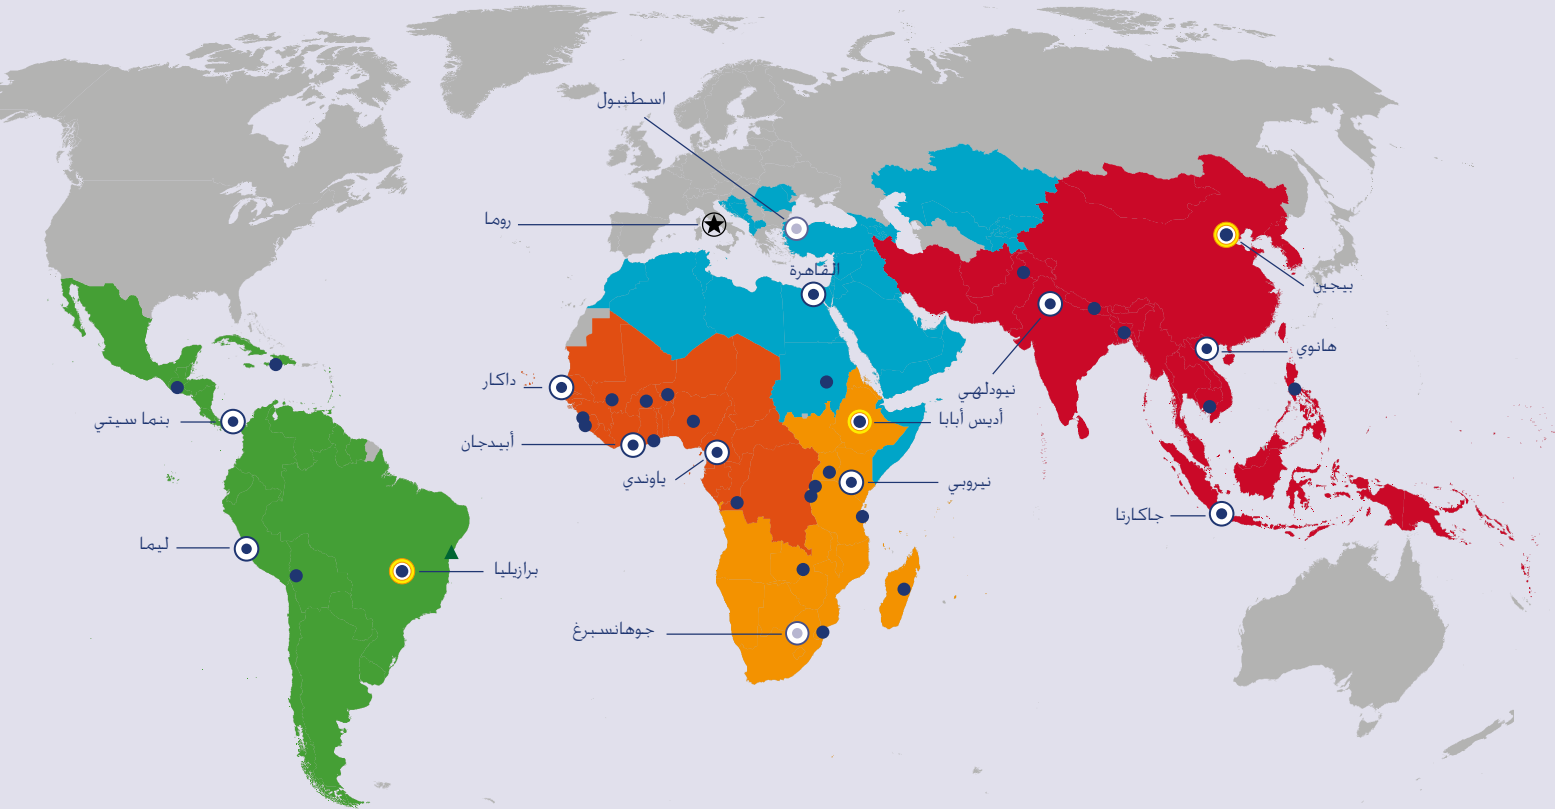 اسطنبول
روما
القاهرة
بيجين
هانوي
داكار
نيودلهي
أديس أبابا
بنما سيتي
أبيدجان
ياوندي
نيروبي
جاكارتا
ليما
برازيليا
جوهانسبرغ